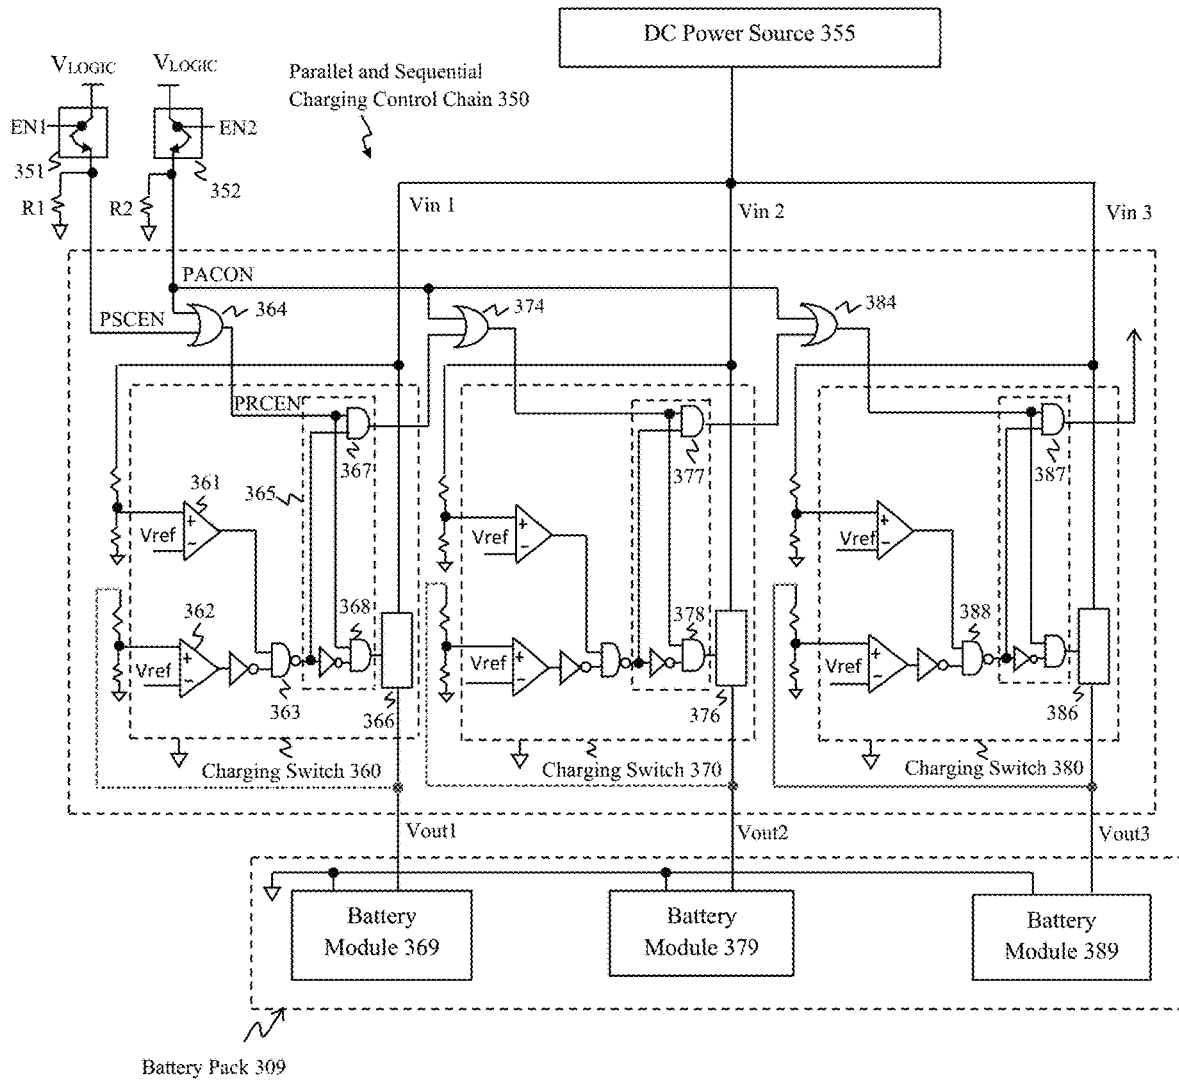 DC Power Source 355
VLOGIC
VLOGIC
Parallel and Sequential
Charging Control Chain 350
EN1
EN2
351
352
R1
R2
Vin 1
Vin 2
Vin 3
PACON
364
374
384
PSCEN
PRCEN
367
377
387
365
361
Vref
Vref
Vref
362
368
378
388
Vref
Vref
Vref
363
366
376
386
Charging Switch 360
Charging Switch 370
Charging Switch 380
Vout1
Vout2
Vout3
Battery
Module 369
Battery
Module 379
Battery
Module 389
Battery Pack 309